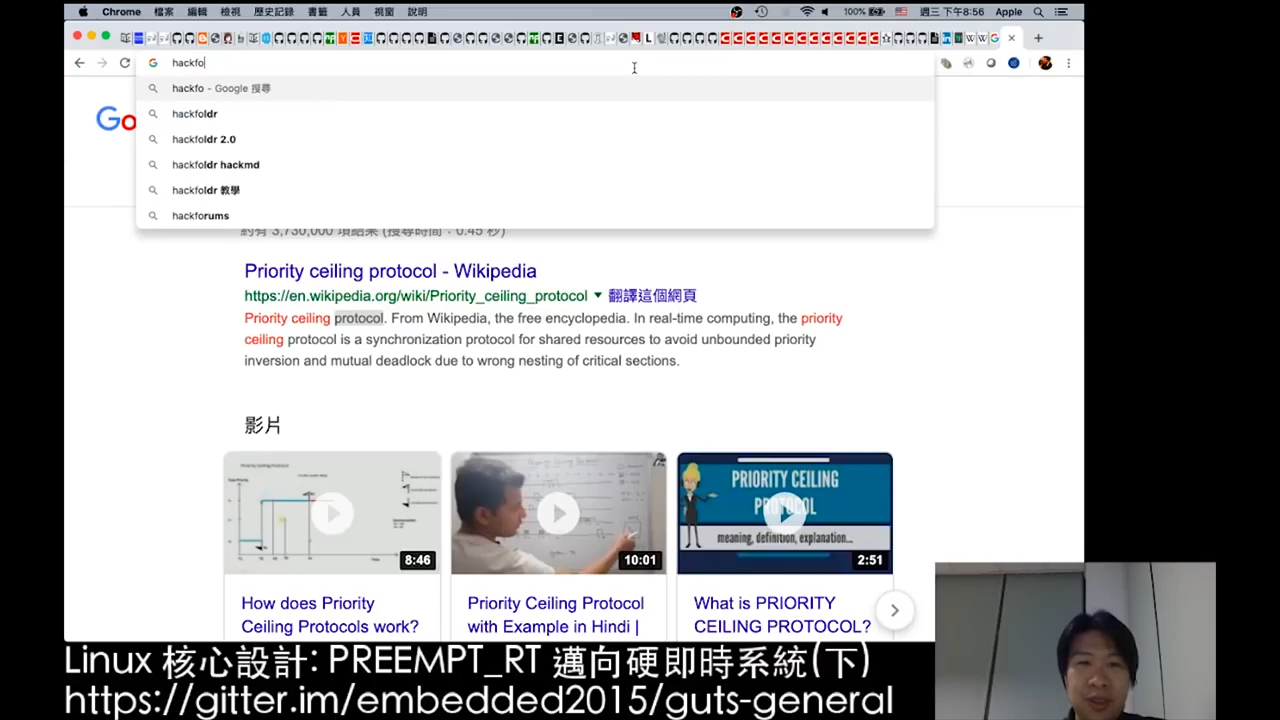 Chrome 檔案 編輯 檢視 歷史記錄 書籤 人員 視窗 說明 100% 週三 下午8:56 Apple
hackfo
hackfo - Google 搜尋
hackfoldr
hackfoldr 2.0
hackfoldr hackmd
hackfoldr 教學
hackforums
Go
約有 3,730,000 項結果 (搜尋時間：0.45 秒)
Priority ceiling protocol - Wikipedia
https://en.wikipedia.org/wiki/Priority_ceiling_protocol ▼ 翻譯這個網頁
Priority ceiling protocol. From Wikipedia, the free encyclopedia. In real-time computing, the priority
ceiling protocol is a synchronization protocol for shared resources to avoid unbounded priority
inversion and mutual deadlock due to wrong nesting of critical sections.
影片
PRIORITY CEILING
PROTOCOL
meaning, definition, explanation...
8:46
10:01
2:51
How does Priority
Ceiling Protocols work?
Priority Ceiling Protocol
with Example in Hindi |
What is PRIORITY
CEILING PROTOCOL?
Linux 核心設計: PREEMPT_RT 邁向硬即時系統(下)
https://gitter.im/embedded2015/guts-general